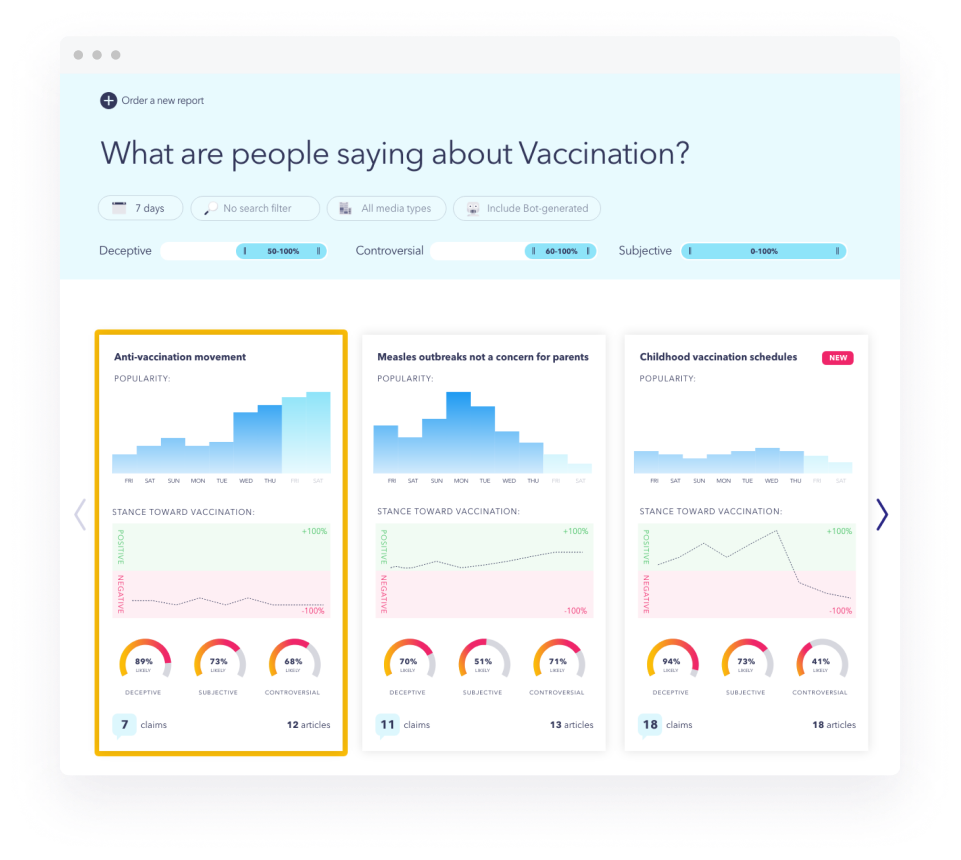 Order a new report
What are people saying about Vaccination?
7 days No search filter All media types Include Bot-generated
Deceptive 50-100% Controversial 60-100% Subjective 0-100%
Anti-vaccination movement
POPULARITY:
FRI SAT SUN MON TUE WED THU FRI SAT
STANCE TOWARD VACCINATION:
+100%
POSITIVE
NEGATIVE
-100%
89% LIKELY 73% LIKELY 68% LIKELY
DECEPTIVE SUBJECTIVE CONTROVERSIAL
7 claims 12 articles
Measles outbreaks not a concern for parents
POPULARITY:
FRI SAT SUN MON TUE WED THU FRI SAT
STANCE TOWARD VACCINATION:
+100%
POSITIVE
NEGATIVE
-100%
70% LIKELY 51% LIKELY 71% LIKELY
DECEPTIVE SUBJECTIVE CONTROVERSIAL
11 claims 13 articles
Childhood vaccination schedules NEW
POPULARITY:
FRI SAT SUN MON TUE WED THU FRI SAT
STANCE TOWARD VACCINATION:
+100%
POSITIVE
NEGATIVE
-100%
94% LIKELY 73% LIKELY 41% LIKELY
DECEPTIVE SUBJECTIVE CONTROVERSIAL
18 claims 18 articles